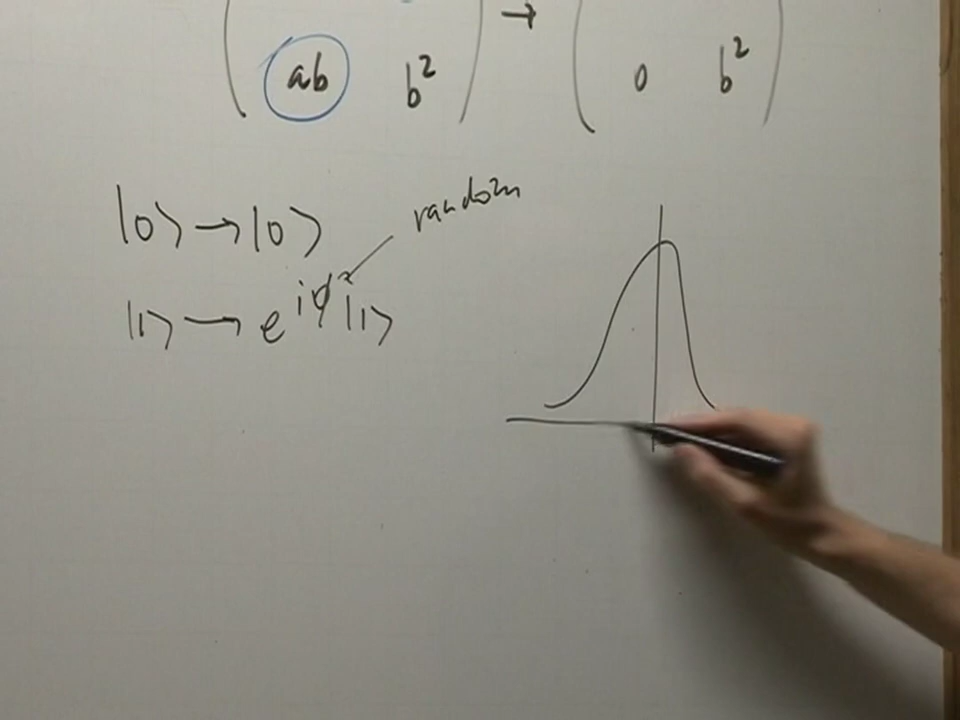 →
ab b² 0 b²
random
|0⟩ → |0⟩
|1⟩ → e^{iφ} |1⟩